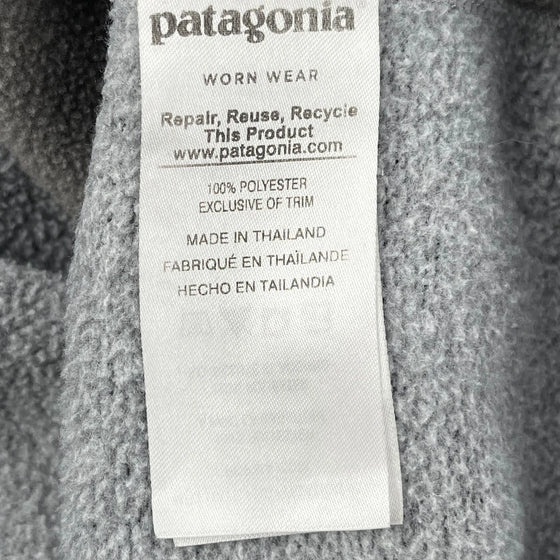 patagonia®
WORN WEAR
Repair, Reuse, Recycle
This Product
www.patagonia.com
100% POLYESTER
EXCLUSIVE OF TRIM
MADE IN THAILAND
FABRIQUÉ EN THAÏLANDE
HECHO EN TAILANDIA